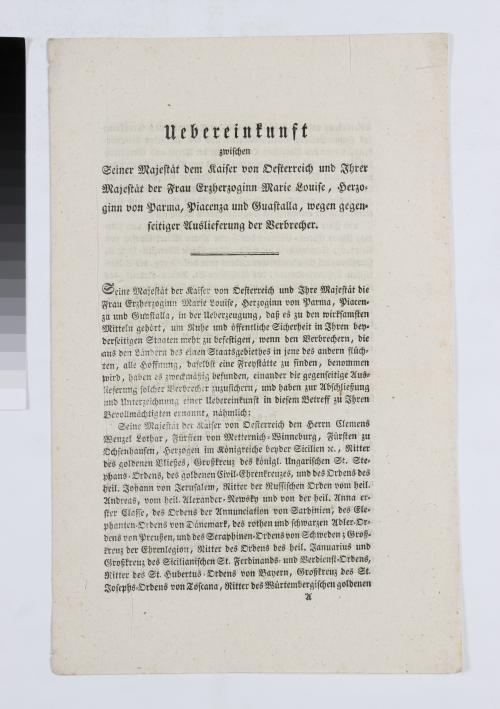 Uebereinkunft
zwischen
Seiner Majestät dem Kaiser von Oesterreich und Ihrer
Majestät der Frau Erzherzoginn Marie Louise, Herzo-
ginn von Parma, Piacenza und Guastalla, wegen gegen-
seitiger Auslieferung der Verbrecher.
Seine Majestät der Kaiser von Oesterreich und Ihre Majestät die
Frau Erzherzoginn Marie Louise, Herzoginn von Parma, Piacen-
za und Guastalla, in der Ueberzeugung, daß es zu den wirksamsten
Mitteln gehört, um Ruhe und öffentliche Sicherheit in Ihren bey-
derseitigen Staaten mehr zu befestigen, wenn den Verbrechern, die
aus den Ländern des einen Staatsgebiethes in jene des andern flüch-
ten, alle Hoffnung, daselbst eine Freystätte zu finden, benommen
wird, haben es zweckmäßig befunden, einander die gegenseitige Aus-
lieferung solcher Verbrecher zuzusichern, und haben zur Abschließung
und Unterzeichnung einer Uebereinkunft in diesem Betreff zu Ihren
Bevollmächtigten ernannt, nähmlich:
Seine Majestät der Kaiser von Oesterreich den Herrn Clemens
Wenzel Lothar, Fürsten von Metternich-Winneburg, Fürsten zu
Ochsenhausen, Herzogen im Königreiche beyder Sicilien ꝛc., Ritter
des goldenen Vließes, Großkreuz des königl. Ungarischen St. Ste-
phans-Ordens, des goldenen Civil-Ehrenkreuzes, und des Ordens des
heil. Johann von Jerusalem, Ritter der Russischen Orden vom heil.
Andreas, vom heil. Alexander-Newsky und von der heil. Anna er-
ster Classe, des Ordens der Annunciation von Sardinien, des Ele-
phanten-Ordens von Dänemark, des rothen und schwarzen Adler-Or-
dens von Preußen, und des Seraphinen-Ordens von Schweden; Groß-
kreuz der Ehrenlegion, Ritter des Ordens des heil. Januarius und
Großkreuz des Sicilianischen St. Ferdinands- und Verdienst-Ordens,
Ritter des St. Hubertus-Ordens von Bayern, Großkreuz des St.
Josephs-Ordens von Toscana, Ritter des Würtembergischen goldenen
A